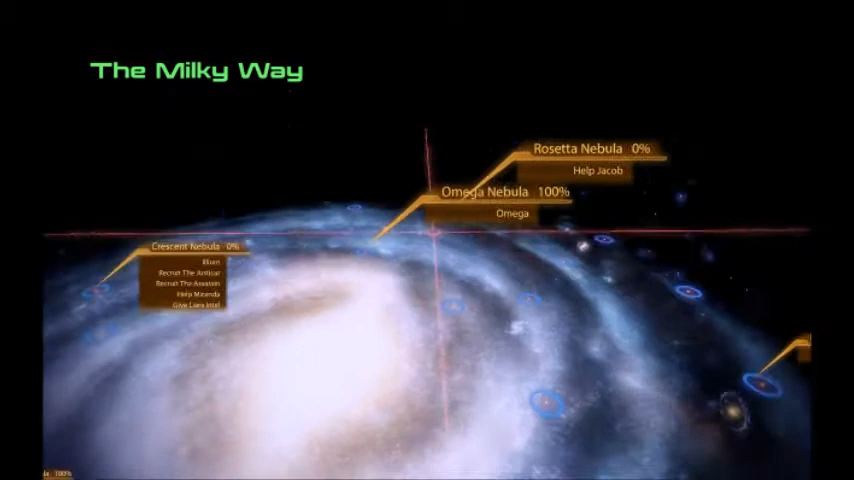 The Milky Way
Rosetta Nebula 0%
Help Jacob
Omega Nebula 100%
Omega
Crescent Nebula 0%
Illium
Recruit The Justicar
Recruit The Assassin
Help Miranda
Give Liara Intel
100%